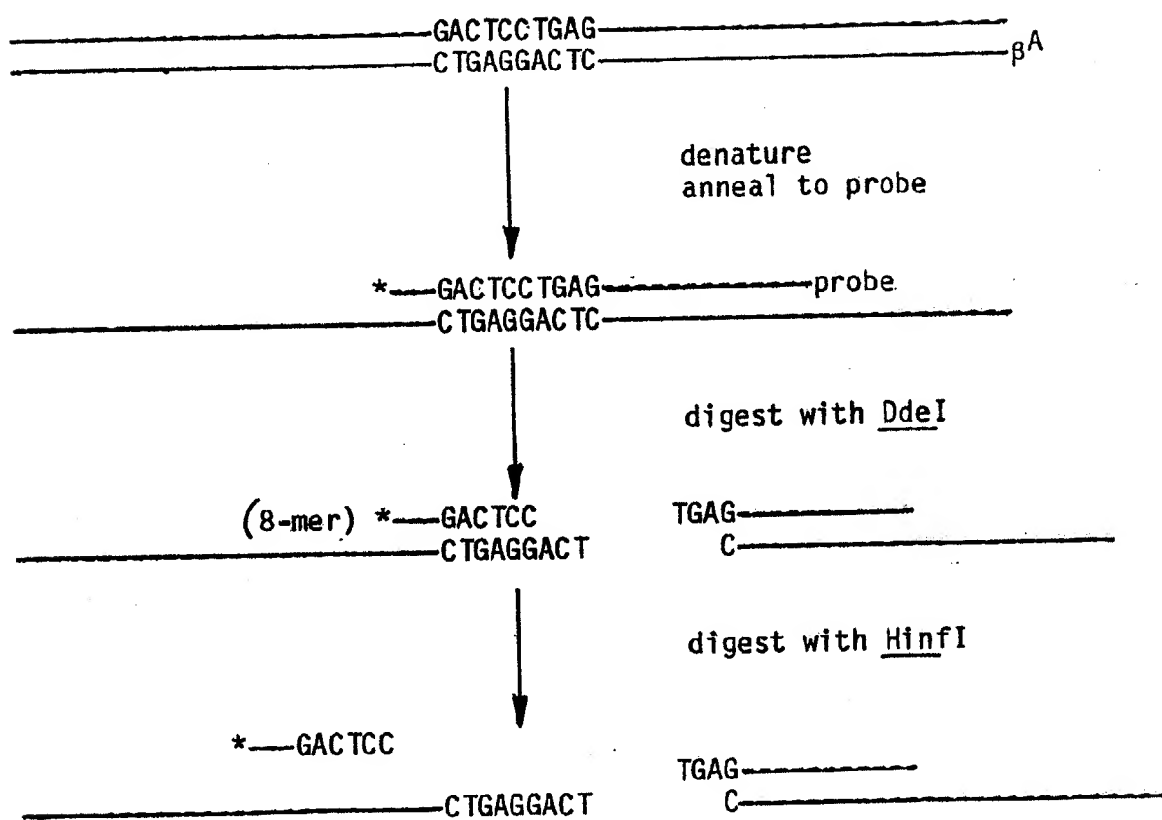 GACTCCTGAG
CTGAGGACTC βA
denature
anneal to probe
*GACTCCTGAG probe
CTGAGGACTC
digest with DdeI
(8-mer) *GACTCC TGAG
CTGAGGACT C
digest with HinfI
*GACTCC
TGAG
CTGAGGACT C